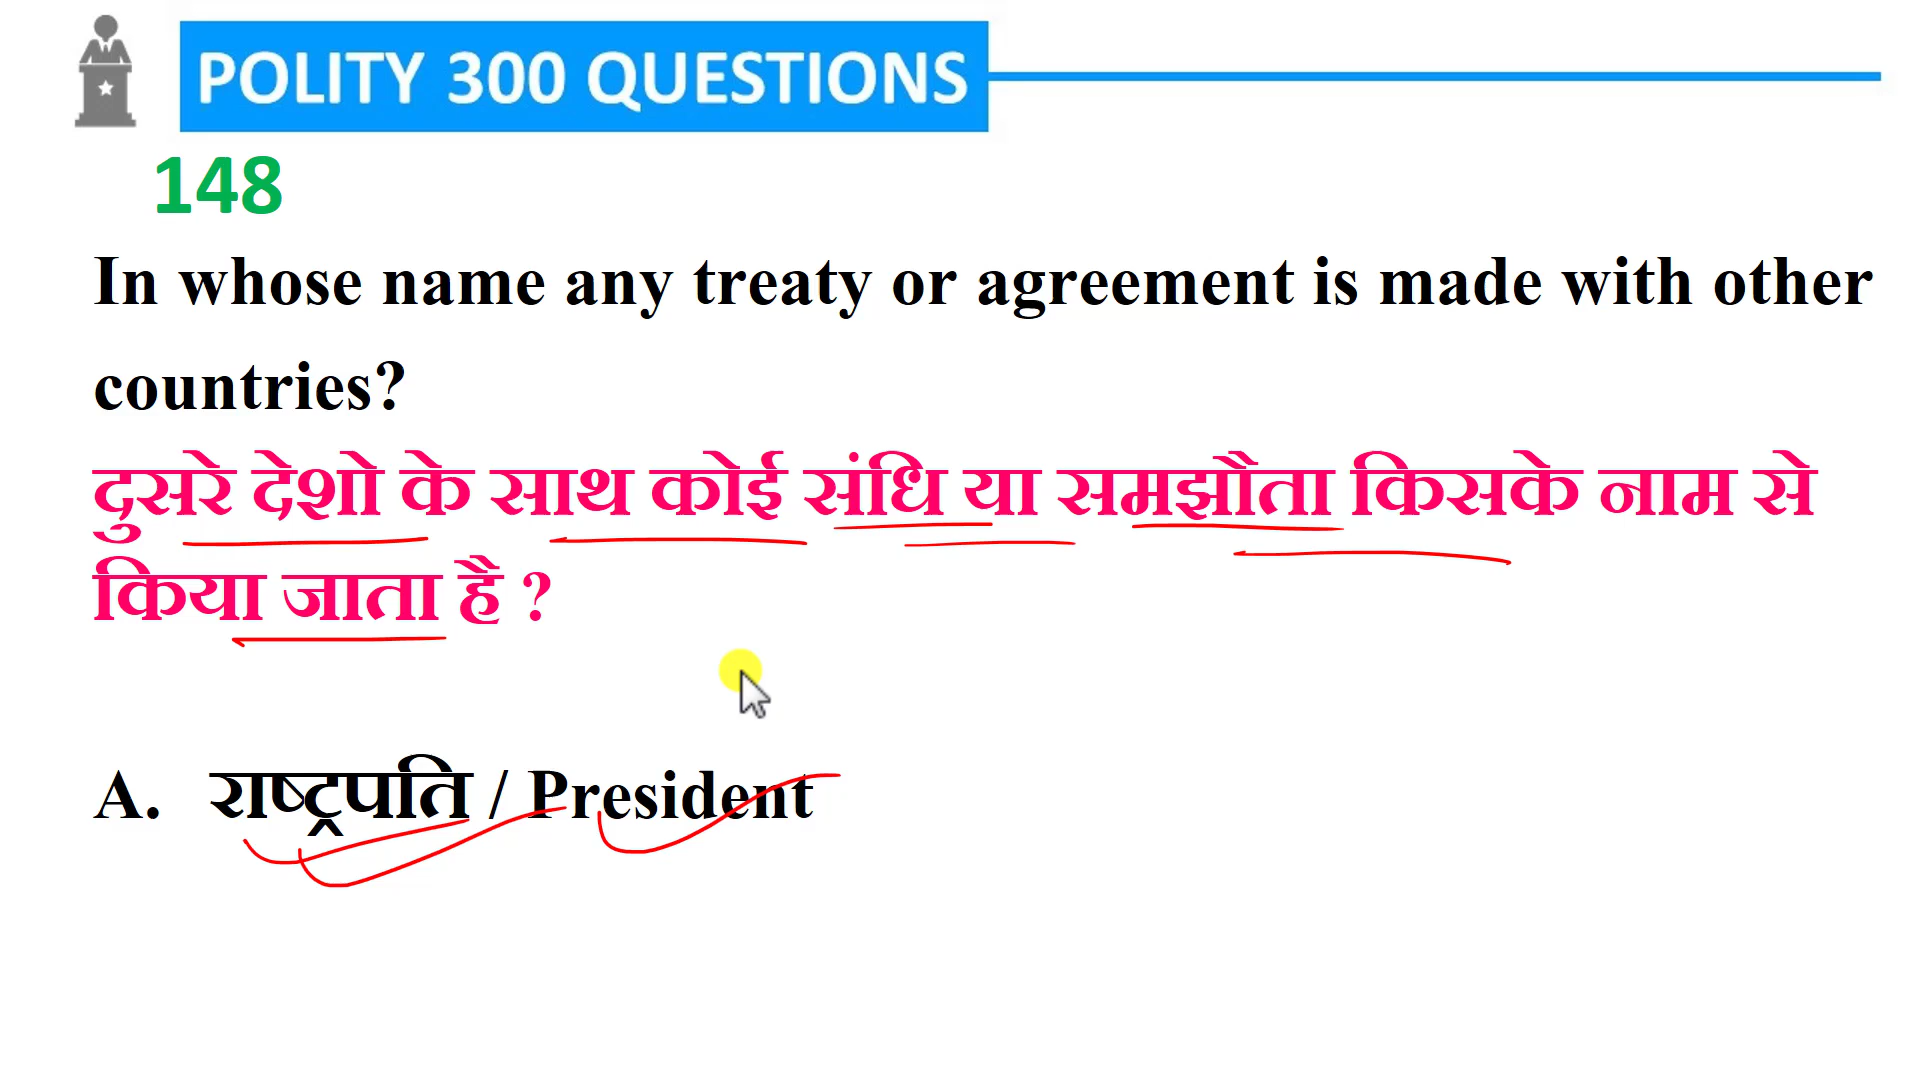 POLITY 300 QUESTIONS
148
In whose name any treaty or agreement is made with other
countries?
दुसरे देशो के साथ कोई संधि या समझौता किसके नाम से
किया जाता है ?
A. राष्ट्रपति / President